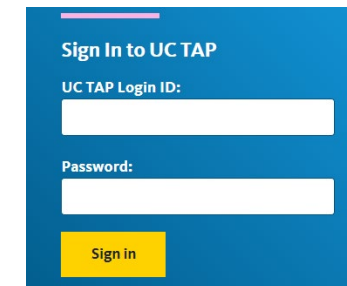 Sign In to UC TAP
UC TAP Login ID:
Password:
Sign in